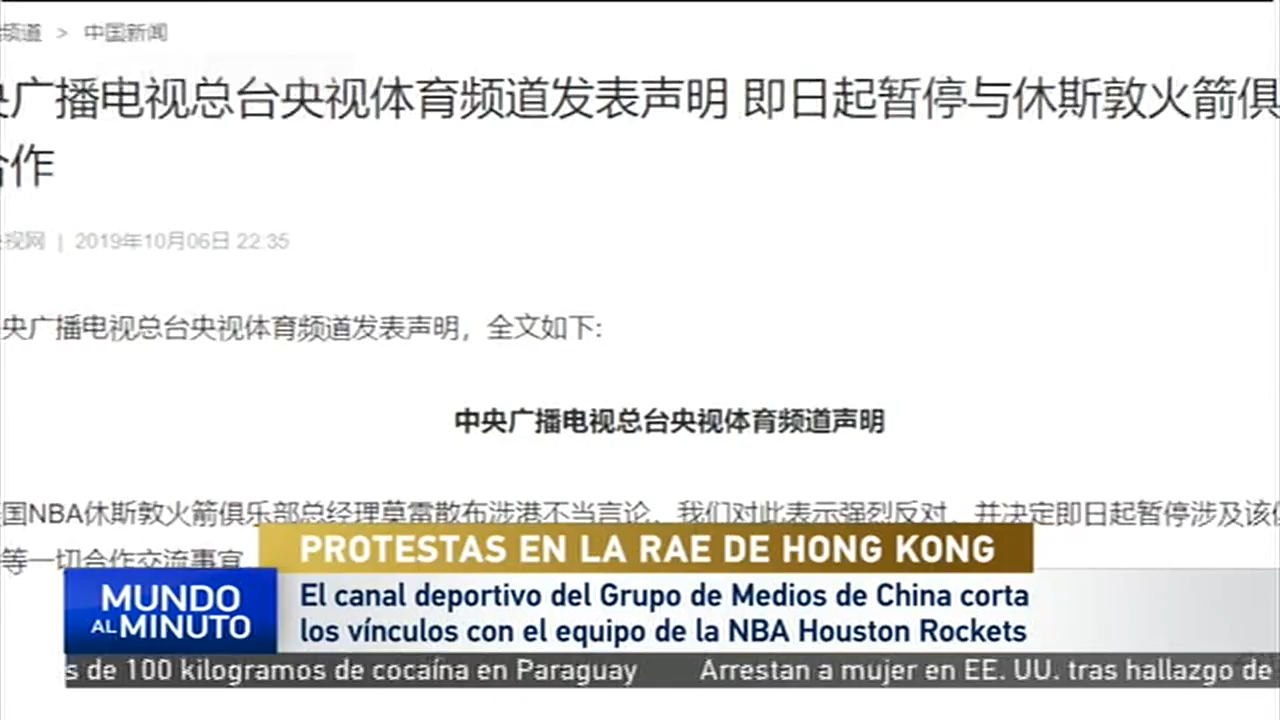 频道 > 中国新闻
广播电视总台央视体育频道发表声明 即日起暂停与休斯敦火箭俱
合作
视网 | 2019年10月06日 22:35
央广播电视总台央视体育频道发表声明，全文如下:
中央广播电视总台央视体育频道声明
国NBA休斯敦火箭俱乐部总经理莫雷散布涉港不当言论，我们对此表示强烈反对，并决定即日起暂停涉及该
等一切合作交流事宜
PROTESTAS EN LA RAE DE HONG KONG
MUNDO
AL MINUTO
El canal deportivo del Grupo de Medios de China corta
los vínculos con el equipo de la NBA Houston Rockets
s de 100 kilogramos de cocaína en Paraguay Arrestan a mujer en EE. UU. tras hallazgo de